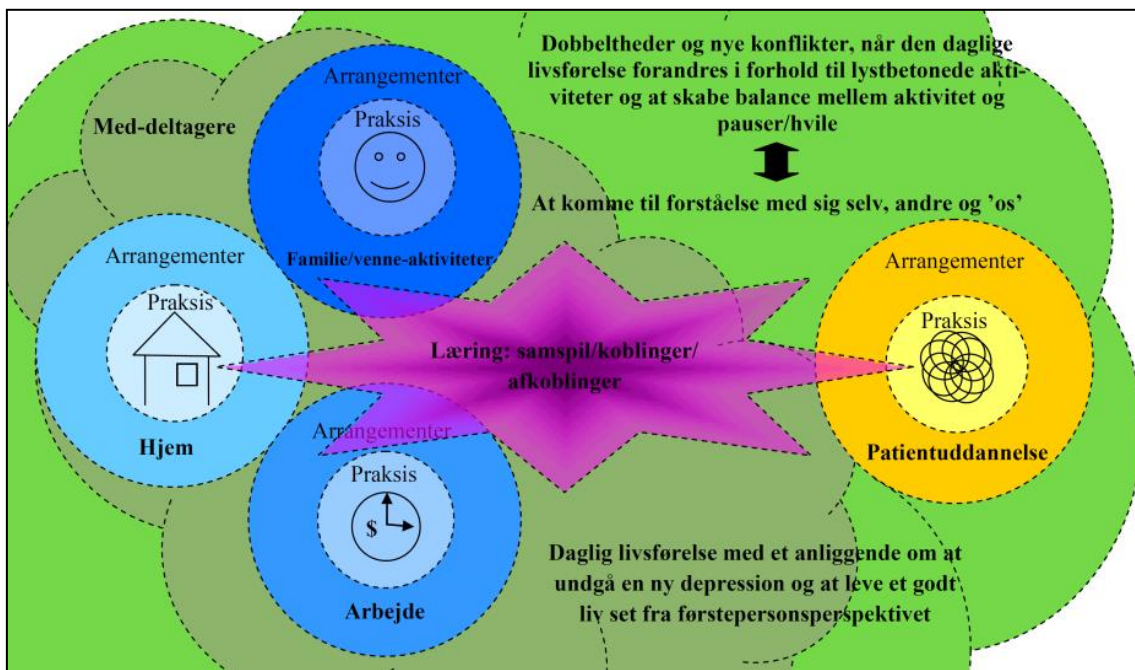 Dobbeltheder og nye konflikter, når den daglige
livsførelse forandres i forhold til lystbetonede akti-
viteter og at skabe balance mellem aktivitet og
pauser/hvile
At komme til forståelse med sig selv, andre og ’os’
Med-deltagere
Arrangementer
Praksis
Familie/venne-aktiviteter
Arrangementer
Praksis
Hjem
Læring: samspil/koblinger/
afkoblinger
Arrangementer
Praksis
Patientuddannelse
Arrangementer
Praksis
$
Arbejde
Daglig livsførelse med et anliggende om at
undgå en ny depression og at leve et godt
liv set fra førstepersonsperspektivet